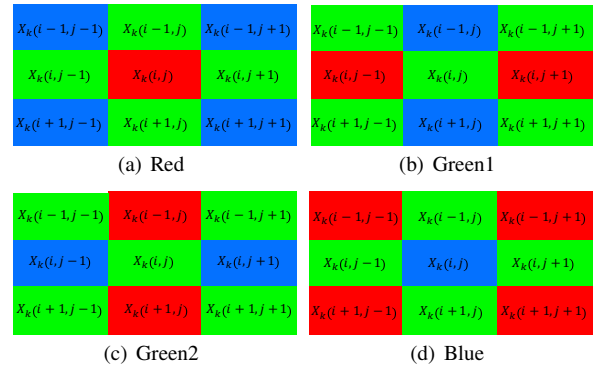 X_k(i − 1, j − 1) X_k(i − 1, j) X_k(i − 1, j + 1)
X_k(i, j − 1) X_k(i, j) X_k(i, j + 1)
X_k(i + 1, j − 1) X_k(i + 1, j) X_k(i + 1, j + 1)
(a) Red
X_k(i − 1, j − 1) X_k(i − 1, j) X_k(i − 1, j + 1)
X_k(i, j − 1) X_k(i, j) X_k(i, j + 1)
X_k(i + 1, j − 1) X_k(i + 1, j) X_k(i + 1, j + 1)
(b) Green1
X_k(i − 1, j − 1) X_k(i − 1, j) X_k(i − 1, j + 1)
X_k(i, j − 1) X_k(i, j) X_k(i, j + 1)
X_k(i + 1, j − 1) X_k(i + 1, j) X_k(i + 1, j + 1)
(c) Green2
X_k(i − 1, j − 1) X_k(i − 1, j) X_k(i − 1, j + 1)
X_k(i, j − 1) X_k(i, j) X_k(i, j + 1)
X_k(i + 1, j − 1) X_k(i + 1, j) X_k(i + 1, j + 1)
(d) Blue